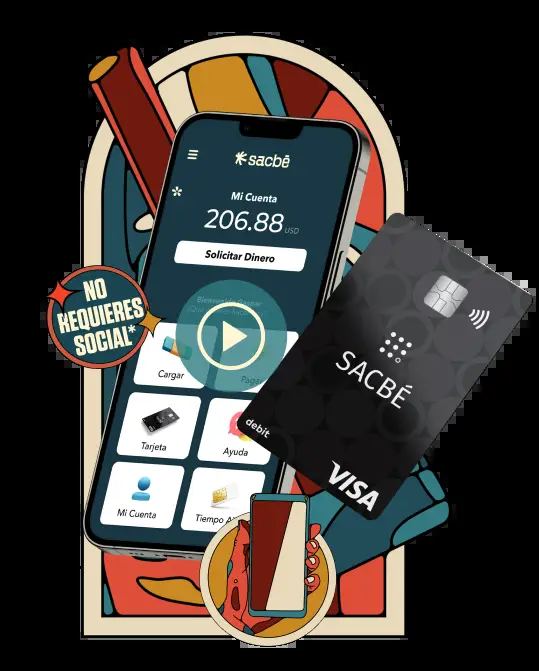 sacbē
Mi Cuenta
206.88 USD
Solicitar Dinero
NO
REQUIERES
SOCIAL*
Cargar
Tarjeta
Ayuda
Mi Cuenta
Tiempo
SACBÉ
debit
VISA